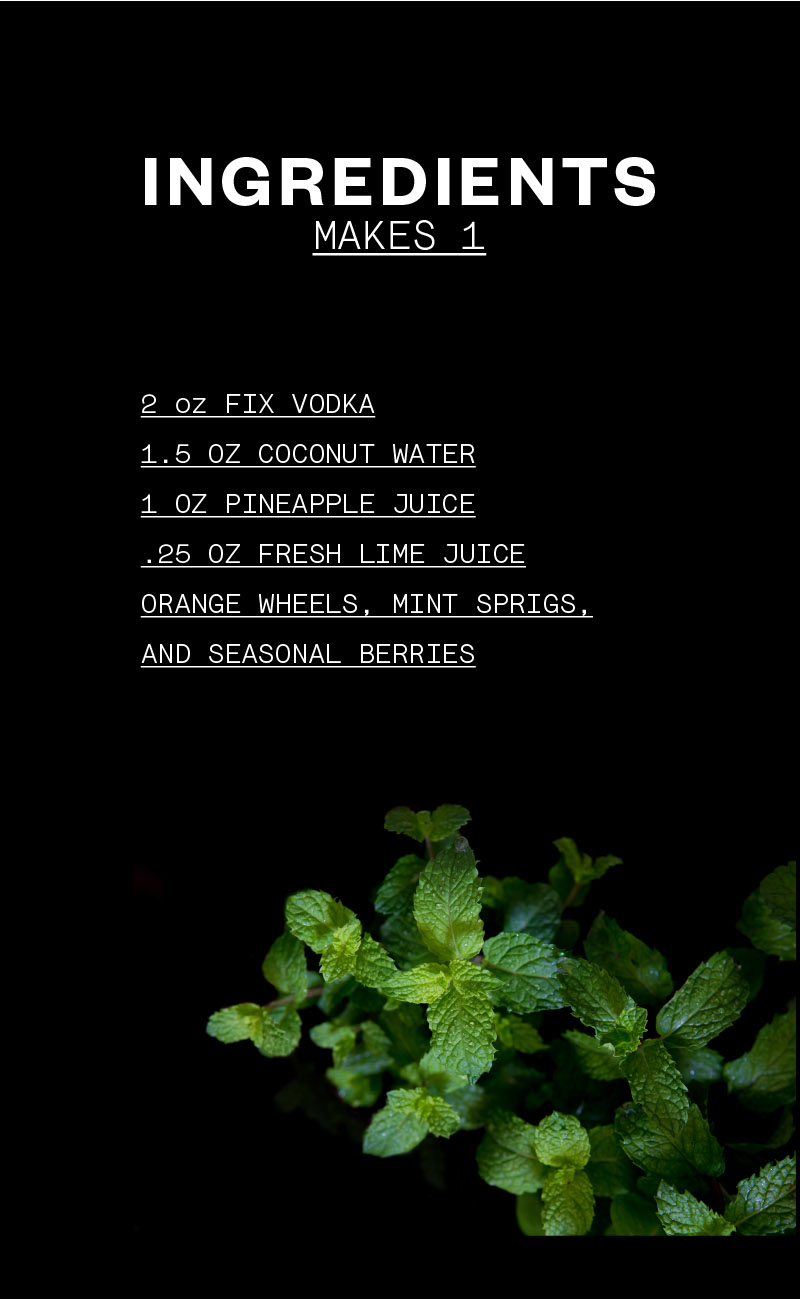 INGREDIENTS
MAKES 1
2 oz FIX VODKA
1.5 OZ COCONUT WATER
1 OZ PINEAPPLE JUICE
.25 OZ FRESH LIME JUICE
ORANGE WHEELS, MINT SPRIGS,
AND SEASONAL BERRIES